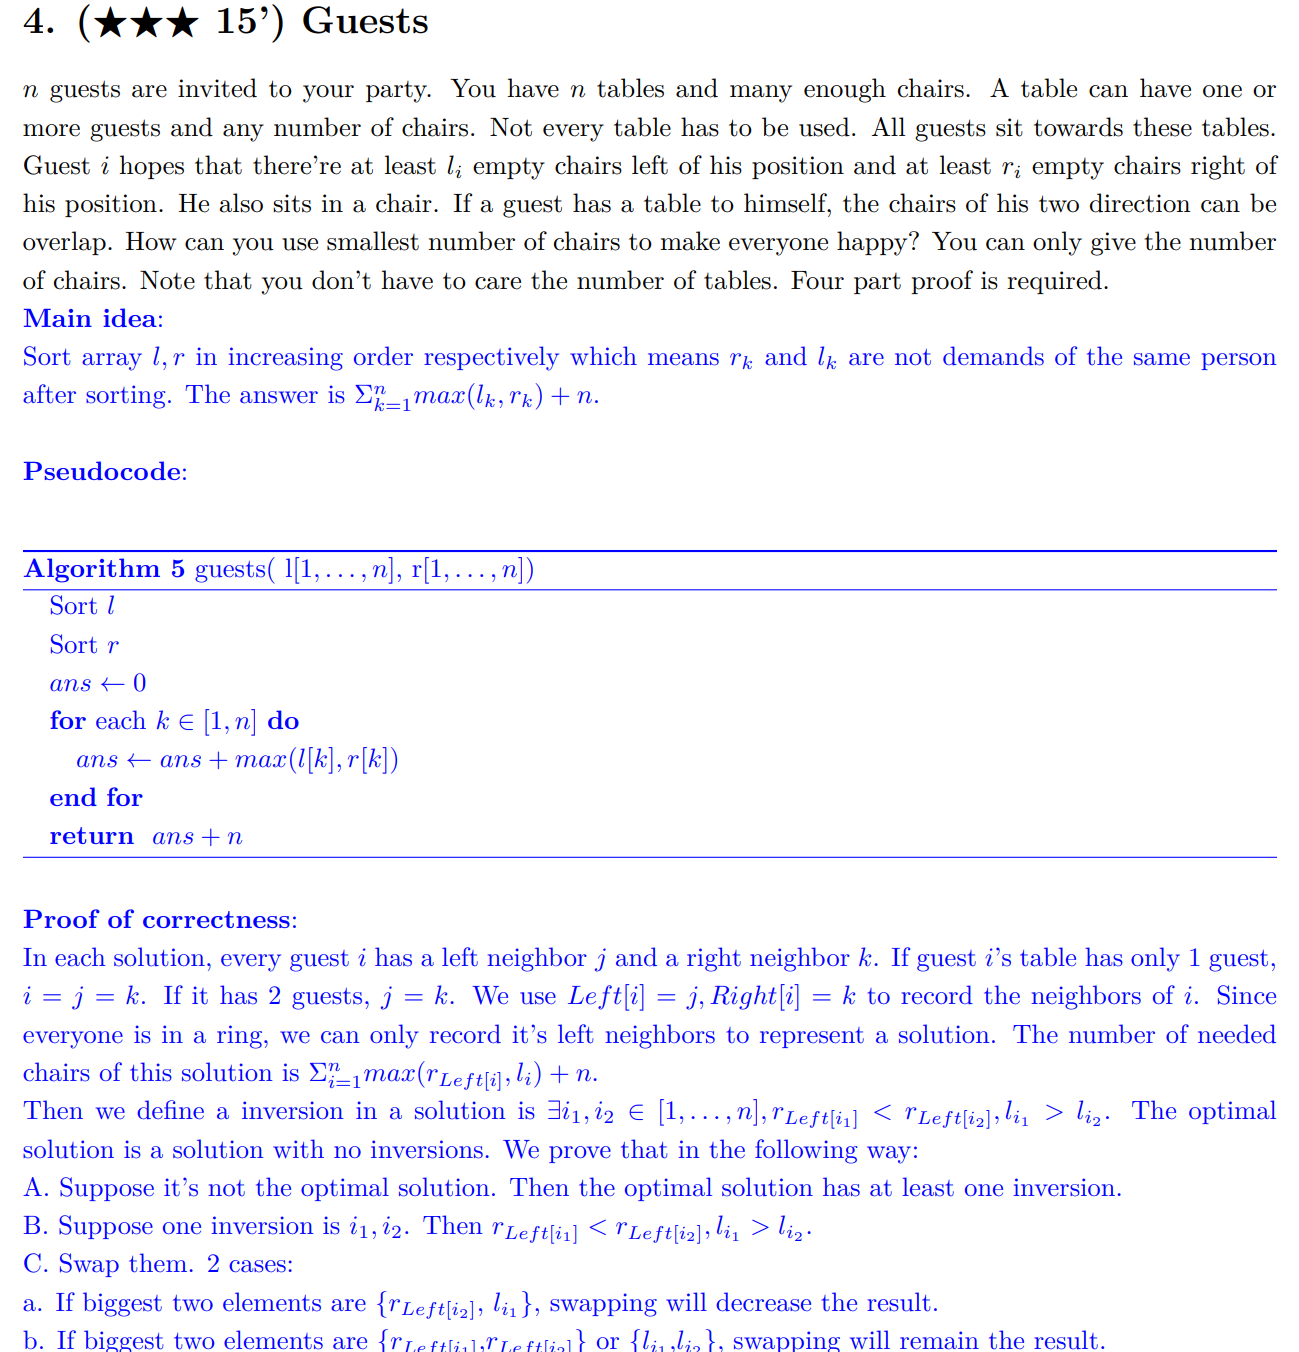 4. (★★★ 15’) Guests
n guests are invited to your party. You have n tables and many enough chairs. A table can have one or
more guests and any number of chairs. Not every table has to be used. All guests sit towards these tables.
Guest i hopes that there’re at least l_i empty chairs left of his position and at least r_i empty chairs right of
his position. He also sits in a chair. If a guest has a table to himself, the chairs of his two direction can be
overlap. How can you use smallest number of chairs to make everyone happy? You can only give the number
of chairs. Note that you don’t have to care the number of tables. Four part proof is required.
Main idea:
Sort array l, r in increasing order respectively which means r_k and l_k are not demands of the same person
after sorting. The answer is Σ_{k=1}^n max(l_k, r_k) + n.
Pseudocode:
Algorithm 5 guests( l[1, . . . , n], r[1, . . . , n])
Sort l
Sort r
ans ← 0
for each k ∈ [1, n] do
ans ← ans + max(l[k], r[k])
end for
return ans + n
Proof of correctness:
In each solution, every guest i has a left neighbor j and a right neighbor k. If guest i’s table has only 1 guest,
i = j = k. If it has 2 guests, j = k. We use Left[i] = j, Right[i] = k to record the neighbors of i. Since
everyone is in a ring, we can only record it’s left neighbors to represent a solution. The number of needed
chairs of this solution is Σ_{i=1}^n max(r_{Left[i]}, l_i) + n.
Then we define a inversion in a solution is ∃i_1, i_2 ∈ [1, . . . , n], r_{Left[i_1]} < r_{Left[i_2]}, l_{i_1} > l_{i_2}. The optimal
solution is a solution with no inversions. We prove that in the following way:
A. Suppose it’s not the optimal solution. Then the optimal solution has at least one inversion.
B. Suppose one inversion is i_1, i_2. Then r_{Left[i_1]} < r_{Left[i_2]}, l_{i_1} > l_{i_2}.
C. Swap them. 2 cases:
a. If biggest two elements are {r_{Left[i_2]}, l_{i_1}}, swapping will decrease the result.
b. If biggest two elements are {r_{Left[i_1]},r_{Left[i_2]}} or {l_{i_1},l_{i_2}}, swapping will remain the result.